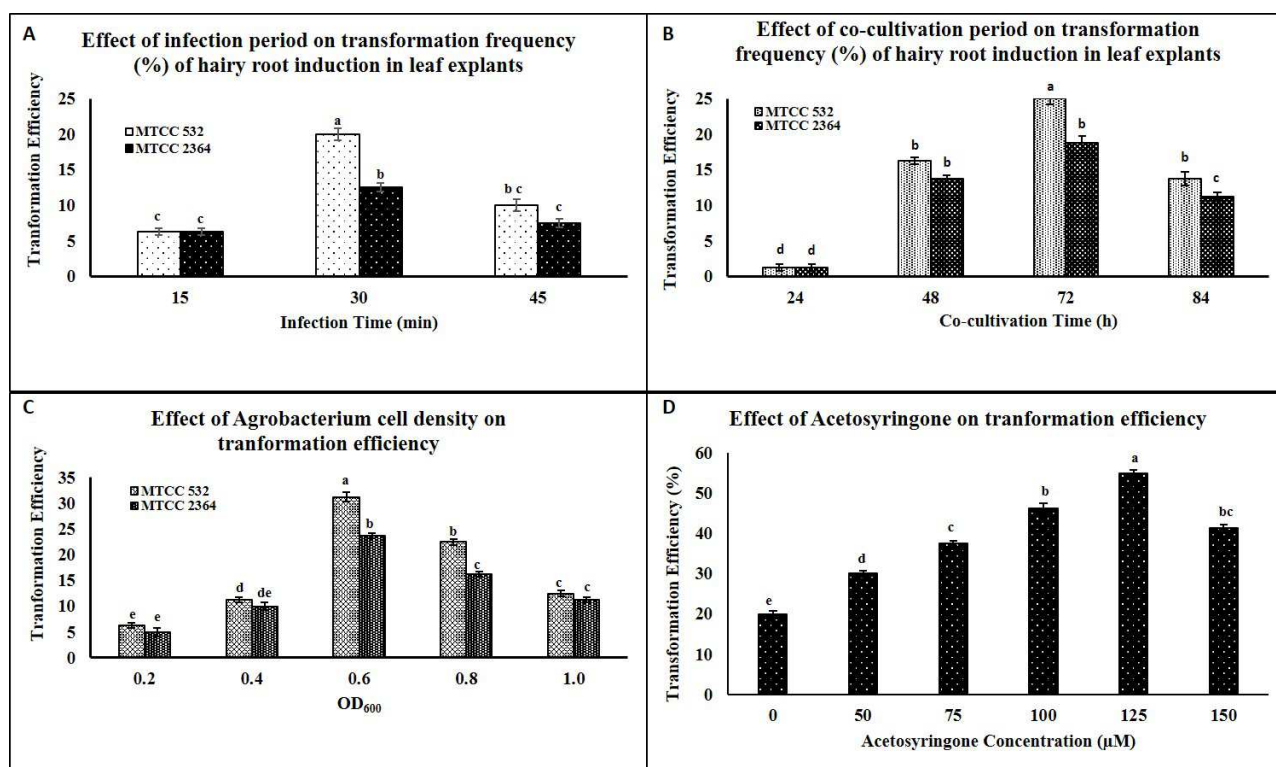 A
Effect of infection period on transformation frequency
(%) of hairy root induction in leaf explants
Tranformation Efficiency
25
20
15
10
5
0
MTCC 532
MTCC 2364
c
c
a
b
b c
c
15
30
45
Infection Time (min)
B
Effect of co-cultivation period on transformation
frequency (%) of hairy root induction in leaf explants
Transformation Efficiency
25
20
15
10
5
0
MTCC 532
MTCC 2364
d
d
b
b
a
b
b
c
24
48
72
84
Co-cultivation Time (h)
C
Effect of Agrobacterium cell density on
tranformation efficiency
Tranformation Efficiency
35
30
25
20
15
10
5
0
MTCC 532
MTCC 2364
e
e
d
de
a
b
b
c
c
c
0.2
0.4
0.6
0.8
1.0
OD600
D
Effect of Acetosyringone on tranformation efficiency
Transformation Efficiency (%)
60
50
40
30
20
10
0
e
d
c
b
a
bc
0
50
75
100
125
150
Acetosyringone Concentration (µM)